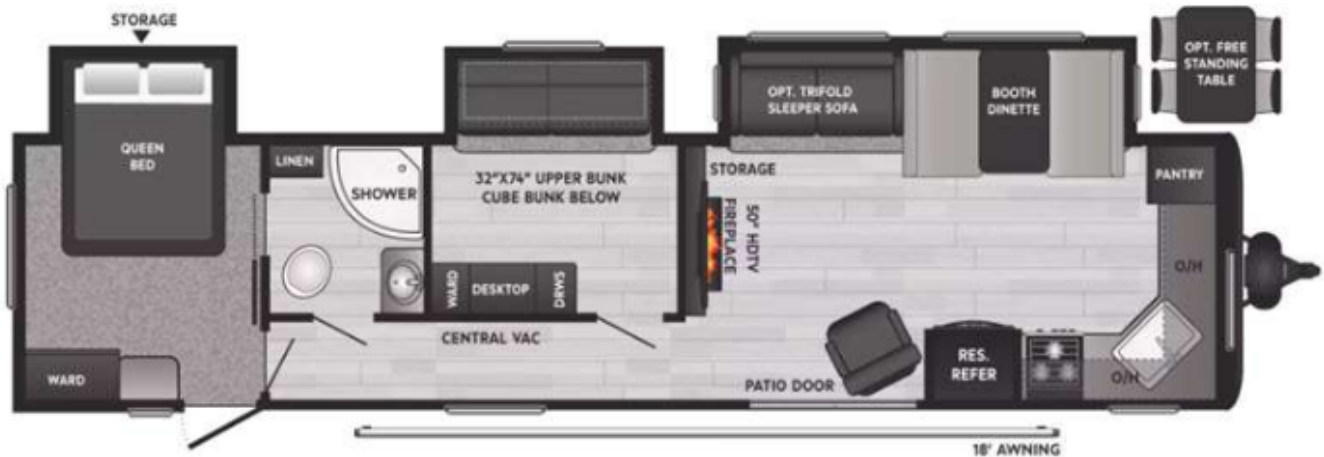 STORAGE
QUEEN
BED
LINEN
SHOWER
32"X74" UPPER BUNK
CUBE BUNK BELOW
WARD
DESKTOP
DRWS
CENTRAL VAC
WARD
OPT. TRIFOLD
SLEEPER SOFA
BOOTH
DINETTE
OPT. FREE
STANDING
TABLE
STORAGE
50" HDTV
FIREPLACE
PANTRY
O/H
O/H
RES.
REFER
PATIO DOOR
18' AWNING